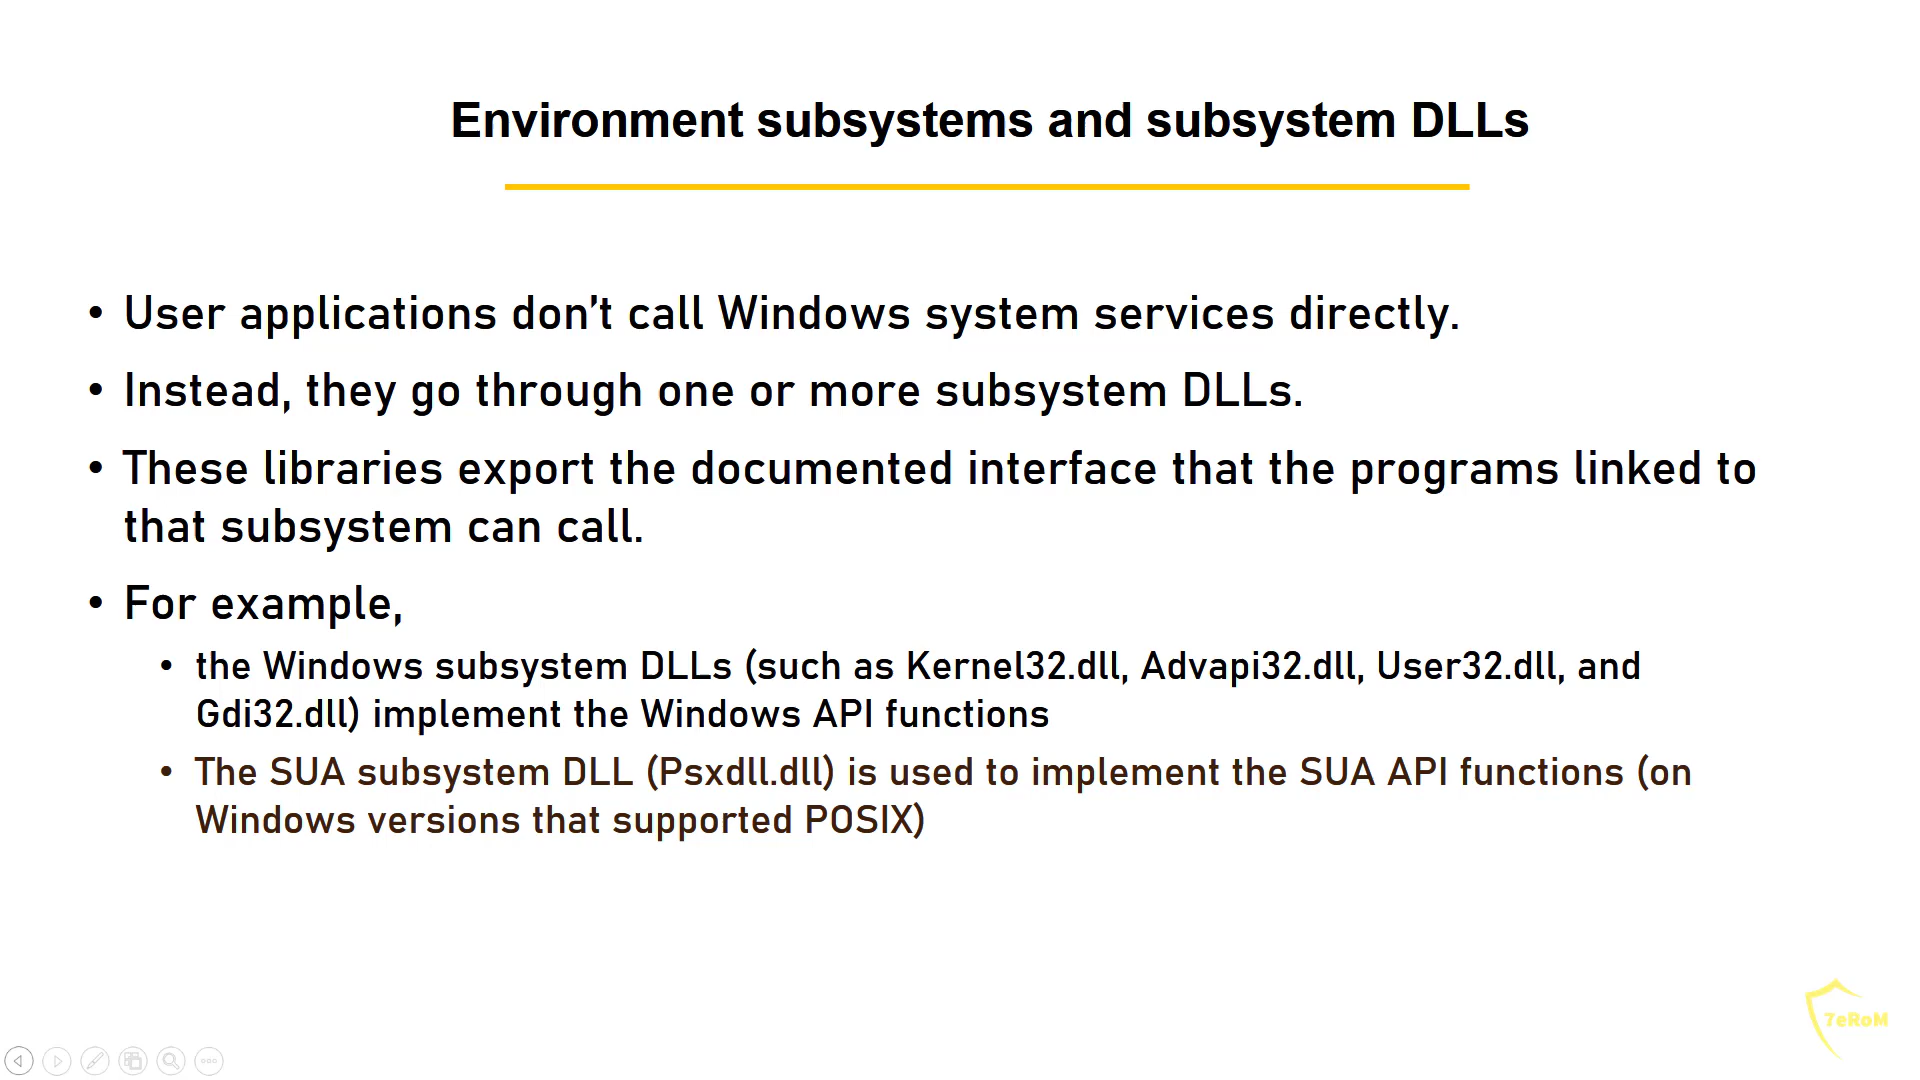 Environment subsystems and subsystem DLLs
• User applications don't call Windows system services directly.
• Instead, they go through one or more subsystem DLLs.
• These libraries export the documented interface that the programs linked to
that subsystem can call.
• For example,
• the Windows subsystem DLLs (such as Kernel32.dll, Advapi32.dll, User32.dll, and
Gdi32.dll) implement the Windows API functions
• The SUA subsystem DLL (Psxdll.dll) is used to implement the SUA API functions (on
Windows versions that supported POSIX)
7eRoM